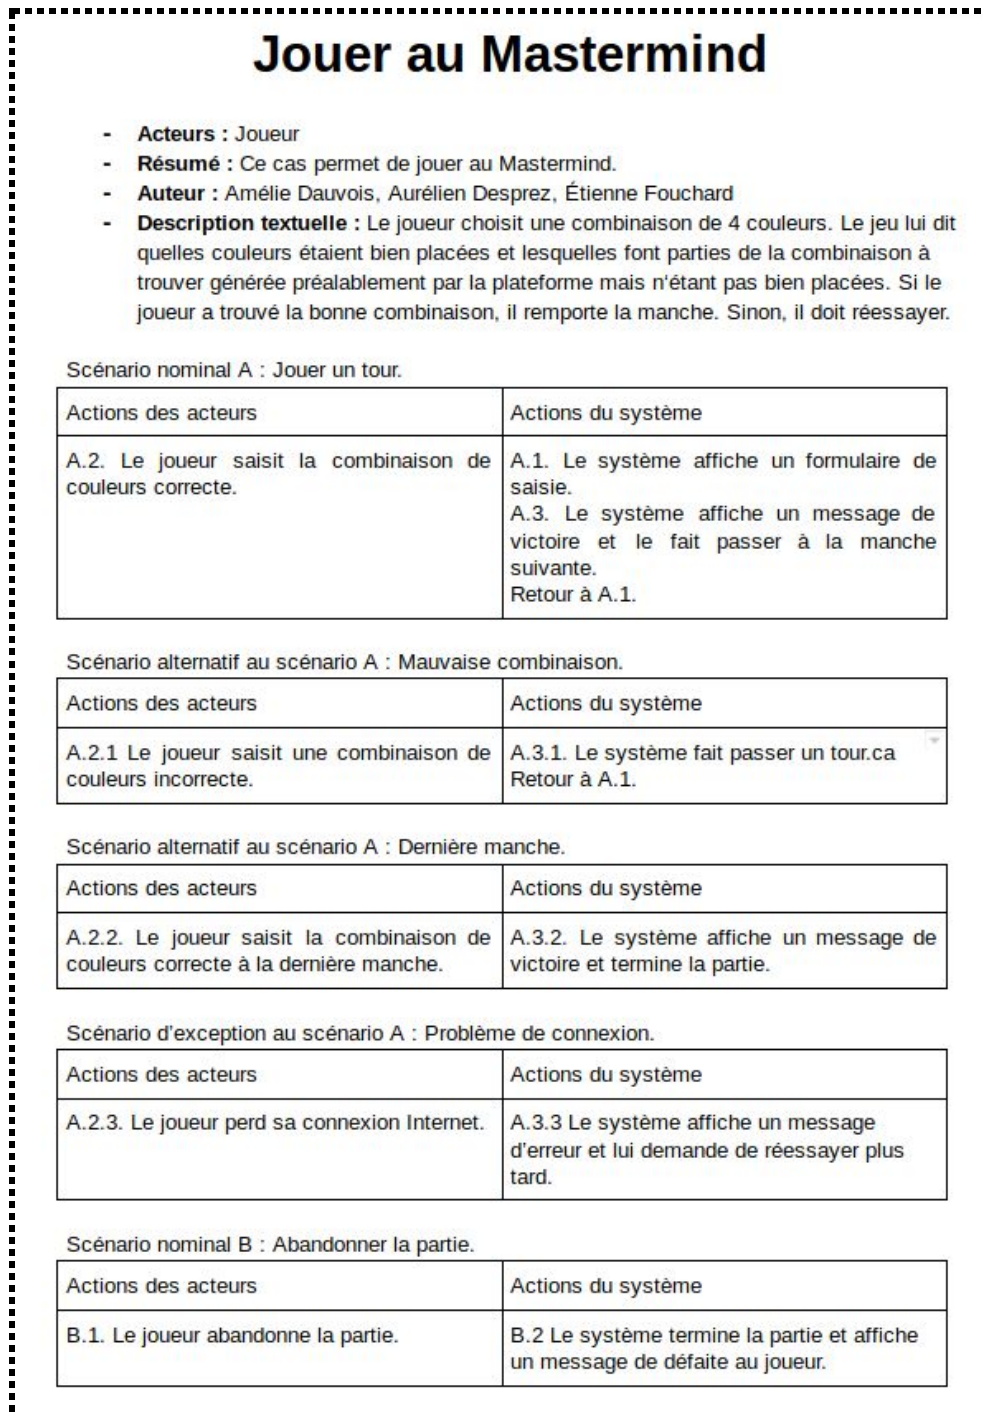 Jouer au Mastermind
- Acteurs : Joueur
- Résumé : Ce cas permet de jouer au Mastermind.
- Auteur : Amélie Dauvois, Aurélien Desprez, Étienne Fouchard
- Description textuelle : Le joueur choisit une combinaison de 4 couleurs. Le jeu lui dit
quelles couleurs étaient bien placées et lesquelles font parties de la combinaison à
trouver générée préalablement par la plateforme mais n‘étant pas bien placées. Si le
joueur a trouvé la bonne combinaison, il remporte la manche. Sinon, il doit réessayer.
Scénario nominal A : Jouer un tour.
Actions des acteurs
Actions du système
A.2. Le joueur saisit la combinaison de
couleurs correcte.
A.1. Le système affiche un formulaire de
saisie.
A.3. Le système affiche un message de
victoire et le fait passer à la manche
suivante.
Retour à A.1.
Scénario alternatif au scénario A : Mauvaise combinaison.
Actions des acteurs
Actions du système
A.2.1 Le joueur saisit une combinaison de
couleurs incorrecte.
A.3.1. Le système fait passer un tour.ca
Retour à A.1.
Scénario alternatif au scénario A : Dernière manche.
Actions des acteurs
Actions du système
A.2.2. Le joueur saisit la combinaison de
couleurs correcte à la dernière manche.
A.3.2. Le système affiche un message de
victoire et termine la partie.
Scénario d’exception au scénario A : Problème de connexion.
Actions des acteurs
Actions du système
A.2.3. Le joueur perd sa connexion Internet.
A.3.3 Le système affiche un message
d’erreur et lui demande de réessayer plus
tard.
Scénario nominal B : Abandonner la partie.
Actions des acteurs
Actions du système
B.1. Le joueur abandonne la partie.
B.2 Le système termine la partie et affiche
un message de défaite au joueur.